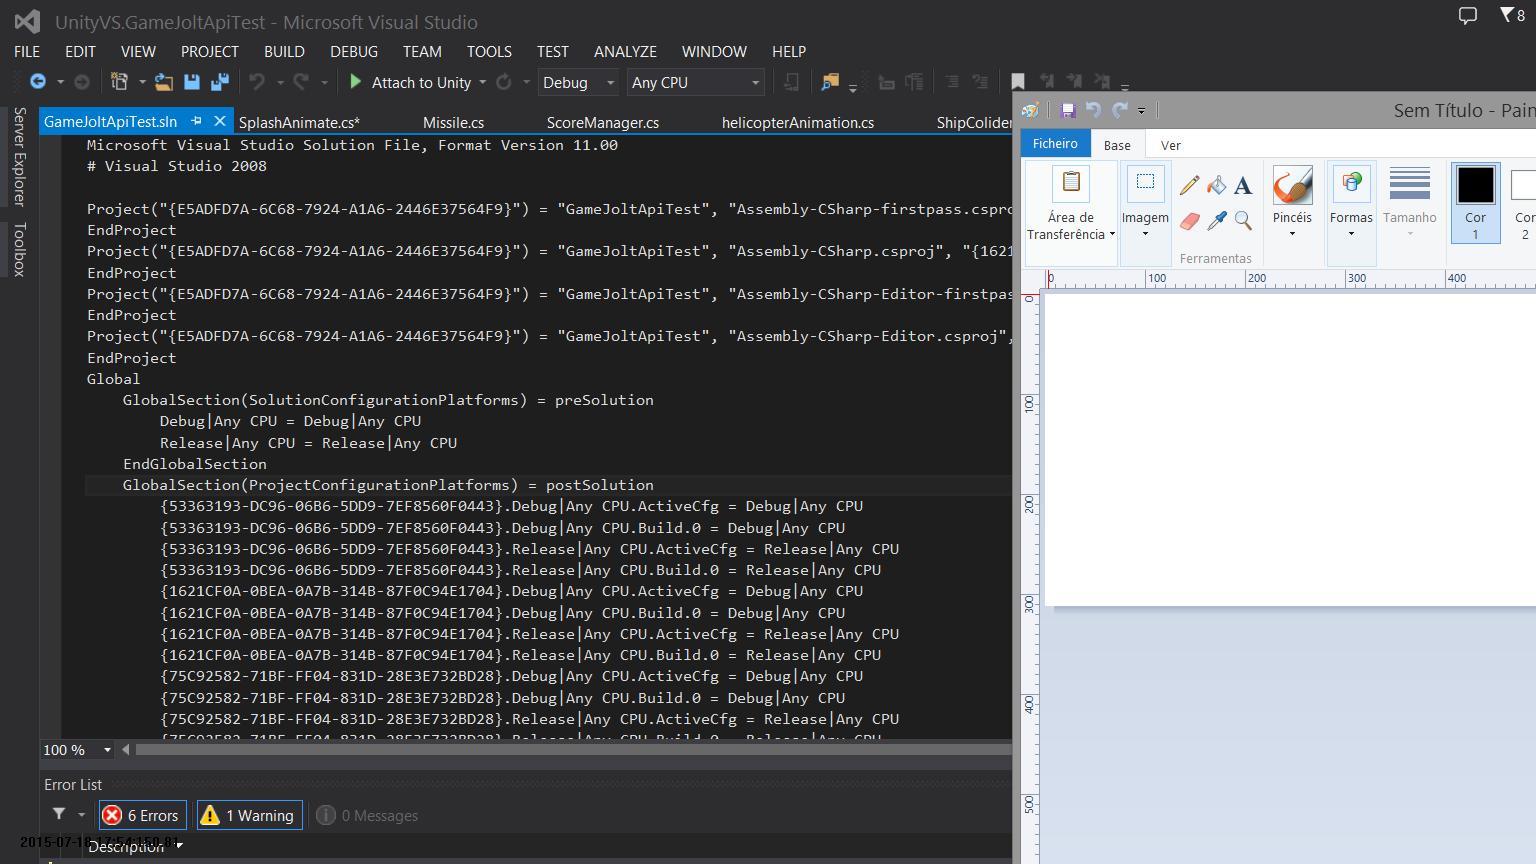 UnityVS.GameJoltApiTest - Microsoft Visual Studio
8
FILE EDIT VIEW PROJECT BUILD DEBUG TEAM TOOLS TEST ANALYZE WINDOW HELP
Attach to Unity Debug Any CPU
Server Explorer
Toolbox
GameJoltApiTest.sln SplashAnimate.cs* Missile.cs ScoreManager.cs helicopterAnimation.cs ShipColider
Microsoft Visual Studio Solution File, Format Version 11.00
# Visual Studio 2008
Project("{E5ADFD7A-6C68-7924-A1A6-2446E37564F9}") = "GameJoltApiTest", "Assembly-CSharp-firstpass.cspro
EndProject
Project("{E5ADFD7A-6C68-7924-A1A6-2446E37564F9}") = "GameJoltApiTest", "Assembly-CSharp.csproj", "{1621
EndProject
Project("{E5ADFD7A-6C68-7924-A1A6-2446E37564F9}") = "GameJoltApiTest", "Assembly-CSharp-Editor-firstpas
EndProject
Project("{E5ADFD7A-6C68-7924-A1A6-2446E37564F9}") = "GameJoltApiTest", "Assembly-CSharp-Editor.csproj",
EndProject
Global
GlobalSection(SolutionConfigurationPlatforms) = preSolution
Debug|Any CPU = Debug|Any CPU
Release|Any CPU = Release|Any CPU
EndGlobalSection
GlobalSection(ProjectConfigurationPlatforms) = postSolution
{53363193-DC96-06B6-5DD9-7EF8560F0443}.Debug|Any CPU.ActiveCfg = Debug|Any CPU
{53363193-DC96-06B6-5DD9-7EF8560F0443}.Debug|Any CPU.Build.0 = Debug|Any CPU
{53363193-DC96-06B6-5DD9-7EF8560F0443}.Release|Any CPU.ActiveCfg = Release|Any CPU
{53363193-DC96-06B6-5DD9-7EF8560F0443}.Release|Any CPU.Build.0 = Release|Any CPU
{1621CF0A-0BEA-0A7B-314B-87F0C94E1704}.Debug|Any CPU.ActiveCfg = Debug|Any CPU
{1621CF0A-0BEA-0A7B-314B-87F0C94E1704}.Debug|Any CPU.Build.0 = Debug|Any CPU
{1621CF0A-0BEA-0A7B-314B-87F0C94E1704}.Release|Any CPU.ActiveCfg = Release|Any CPU
{1621CF0A-0BEA-0A7B-314B-87F0C94E1704}.Release|Any CPU.Build.0 = Release|Any CPU
{75C92582-71BF-FF04-831D-28E3E732BD28}.Debug|Any CPU.ActiveCfg = Debug|Any CPU
{75C92582-71BF-FF04-831D-28E3E732BD28}.Debug|Any CPU.Build.0 = Debug|Any CPU
{75C92582-71BF-FF04-831D-28E3E732BD28}.Release|Any CPU.ActiveCfg = Release|Any CPU
{75C92582-71BF-FF04-831D-28E3E732BD28}.Release|Any CPU.Build.0 = Release|Any CPU
100 %
Error List
6 Errors 1 Warning 0 Messages
Description
Sem Título - Pain
Ficheiro Base Ver
Área de Transferência
Imagem
A
Ferramentas
Pincéis
Formas
Tamanho
Cor 1
Cor 2
0 100 200 300 400
0
100
200
300
400
500